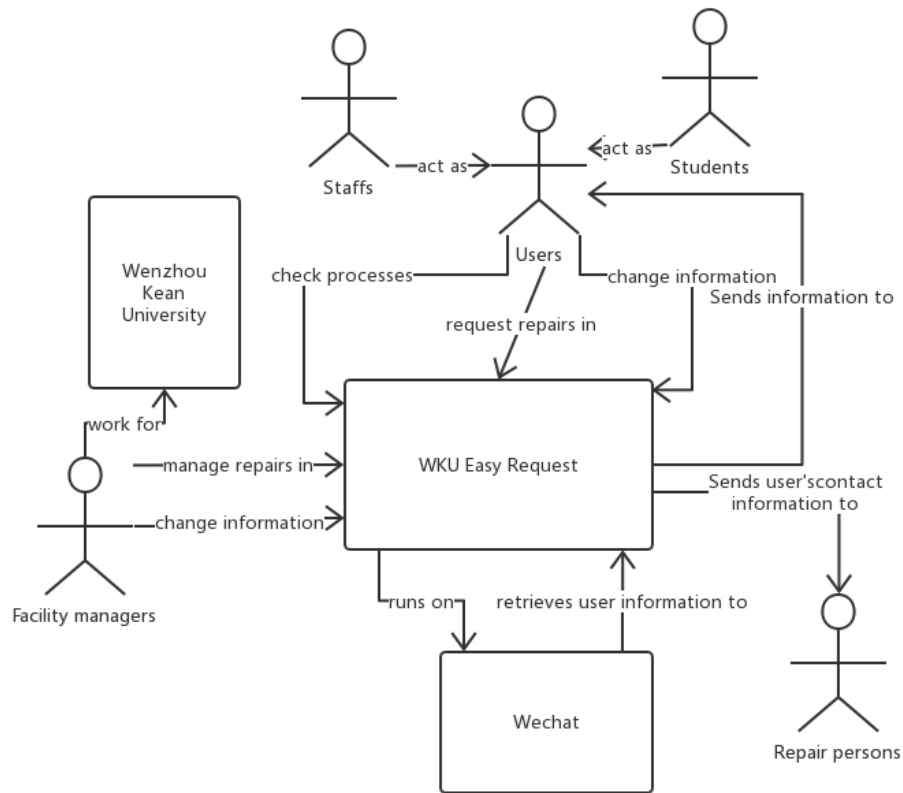 act as
act as
Staffs
Students
Wenzhou
Kean
University
Users
check processes
change information
Sends information to
request repairs in
work for
manage repairs in
WKU Easy Request
Sends user'scontact
information to
change information
Facility managers
runs on
retrieves user information to
Wechat
Repair persons